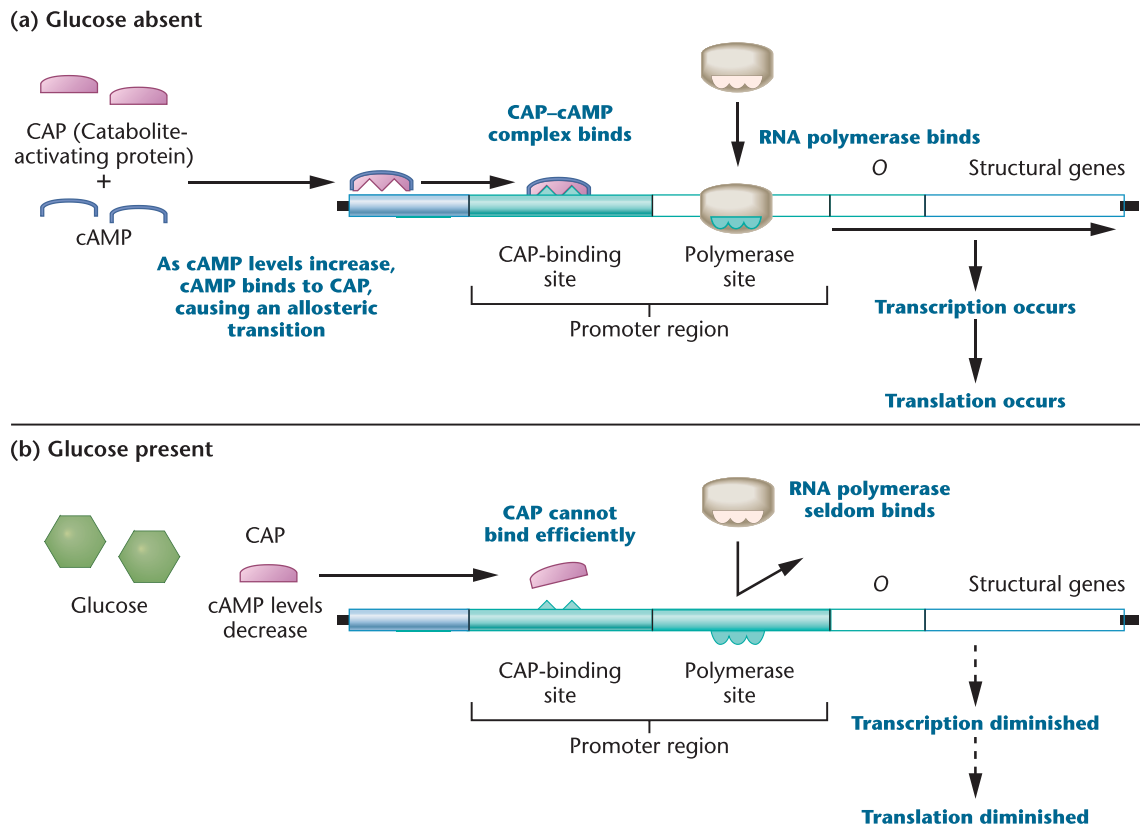 (a) Glucose absent
CAP (Catabolite-
activating protein)
+
cAMP
As cAMP levels increase,
cAMP binds to CAP,
causing an allosteric
transition
CAP–cAMP
complex binds
RNA polymerase binds
O
Structural genes
CAP-binding
site
Polymerase
site
Promoter region
Transcription occurs
Translation occurs
(b) Glucose present
Glucose
CAP
cAMP levels
decrease
CAP cannot
bind efficiently
RNA polymerase
seldom binds
O
Structural genes
CAP-binding
site
Polymerase
site
Promoter region
Transcription diminished
Translation diminished